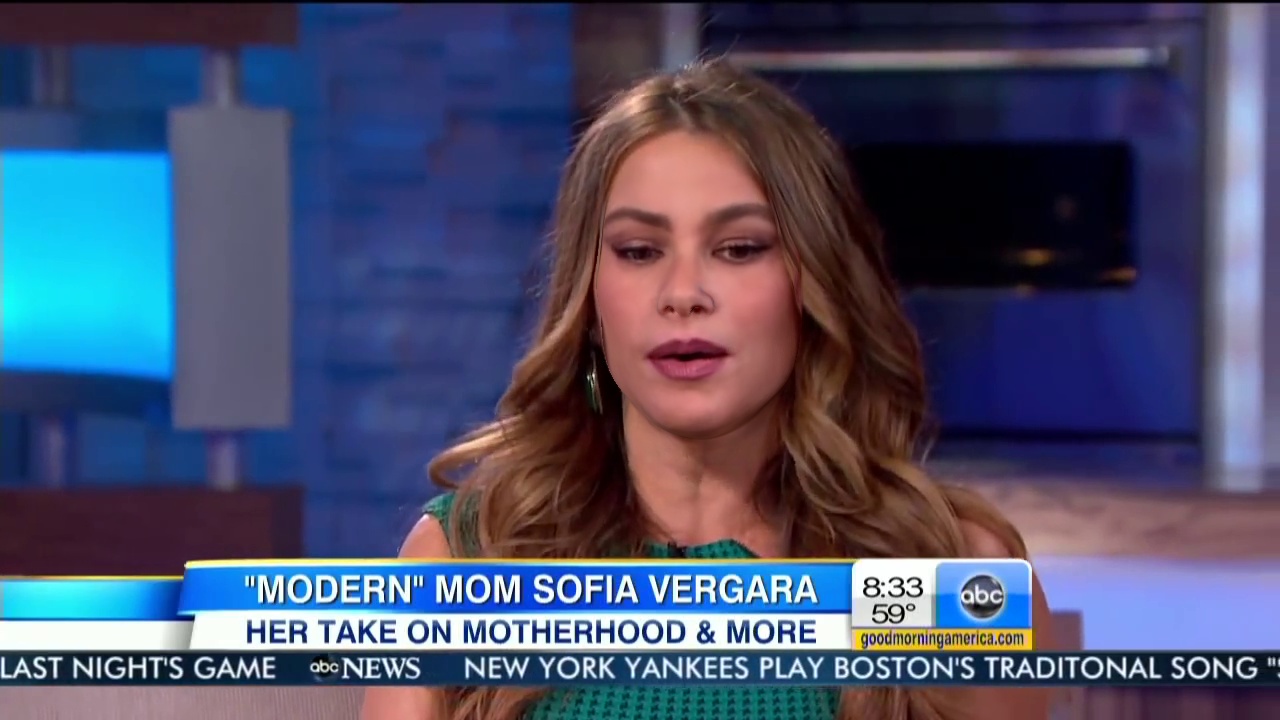 "MODERN" MOM SOFIA VERGARA
HER TAKE ON MOTHERHOOD & MORE
8:33
59°
abc
goodmorningamerica.com
LAST NIGHT'S GAME abc NEWS NEW YORK YANKEES PLAY BOSTON'S TRADITONAL SONG "